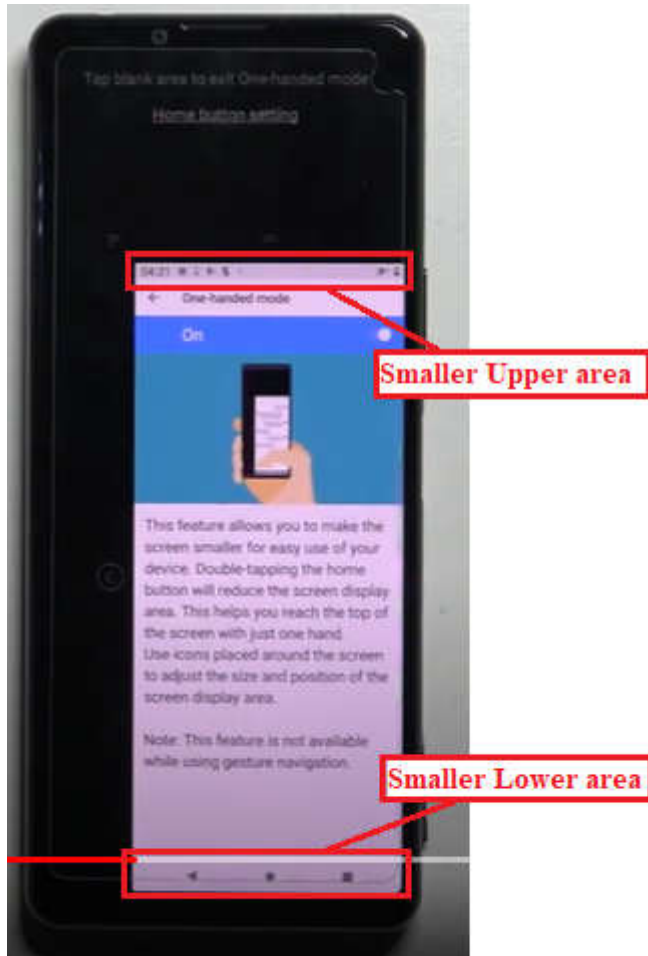 Tap blank area to exit One-handed mode
Home button setting
04:21
One-handed mode
On
Smaller Upper area
This feature allows you to make the
screen smaller for easy use of your
device. Double-tapping the home
button will reduce the screen display
area. This helps you reach the top of
the screen with just one hand.
Use icons placed around the screen
to adjust the size and position of the
screen display area.
Note: This feature is not available
while using gesture navigation.
Smaller Lower area